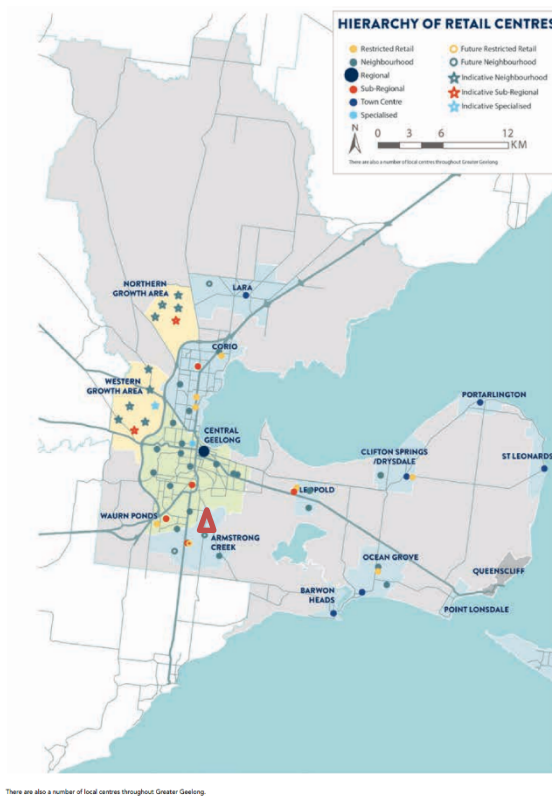 HIERARCHY OF RETAIL CENTRES
Restricted Retail
Neighbourhood
Regional
Sub-Regional
Town Centre
Specialised
Future Restricted Retail
Future Neighbourhood
Indicative Neighbourhood
Indicative Sub-Regional
Indicative Specialised
N
0 3 6 12
KM
There are also a number of local centres throughout Greater Geelong
NORTHERN
GROWTH AREA
LARA
CORIO
WESTERN
GROWTH AREA
CENTRAL
GEELONG
PORTARLINGTON
CLIFTON SPRINGS
/DRYSDALE
ST LEONARDS
LEOPOLD
WAURN PONDS
ARMSTRONG
CREEK
OCEAN GROVE
QUEENSCLIFF
BARWON
HEADS
POINT LONSDALE
There are also a number of local centres throughout Greater Geelong.